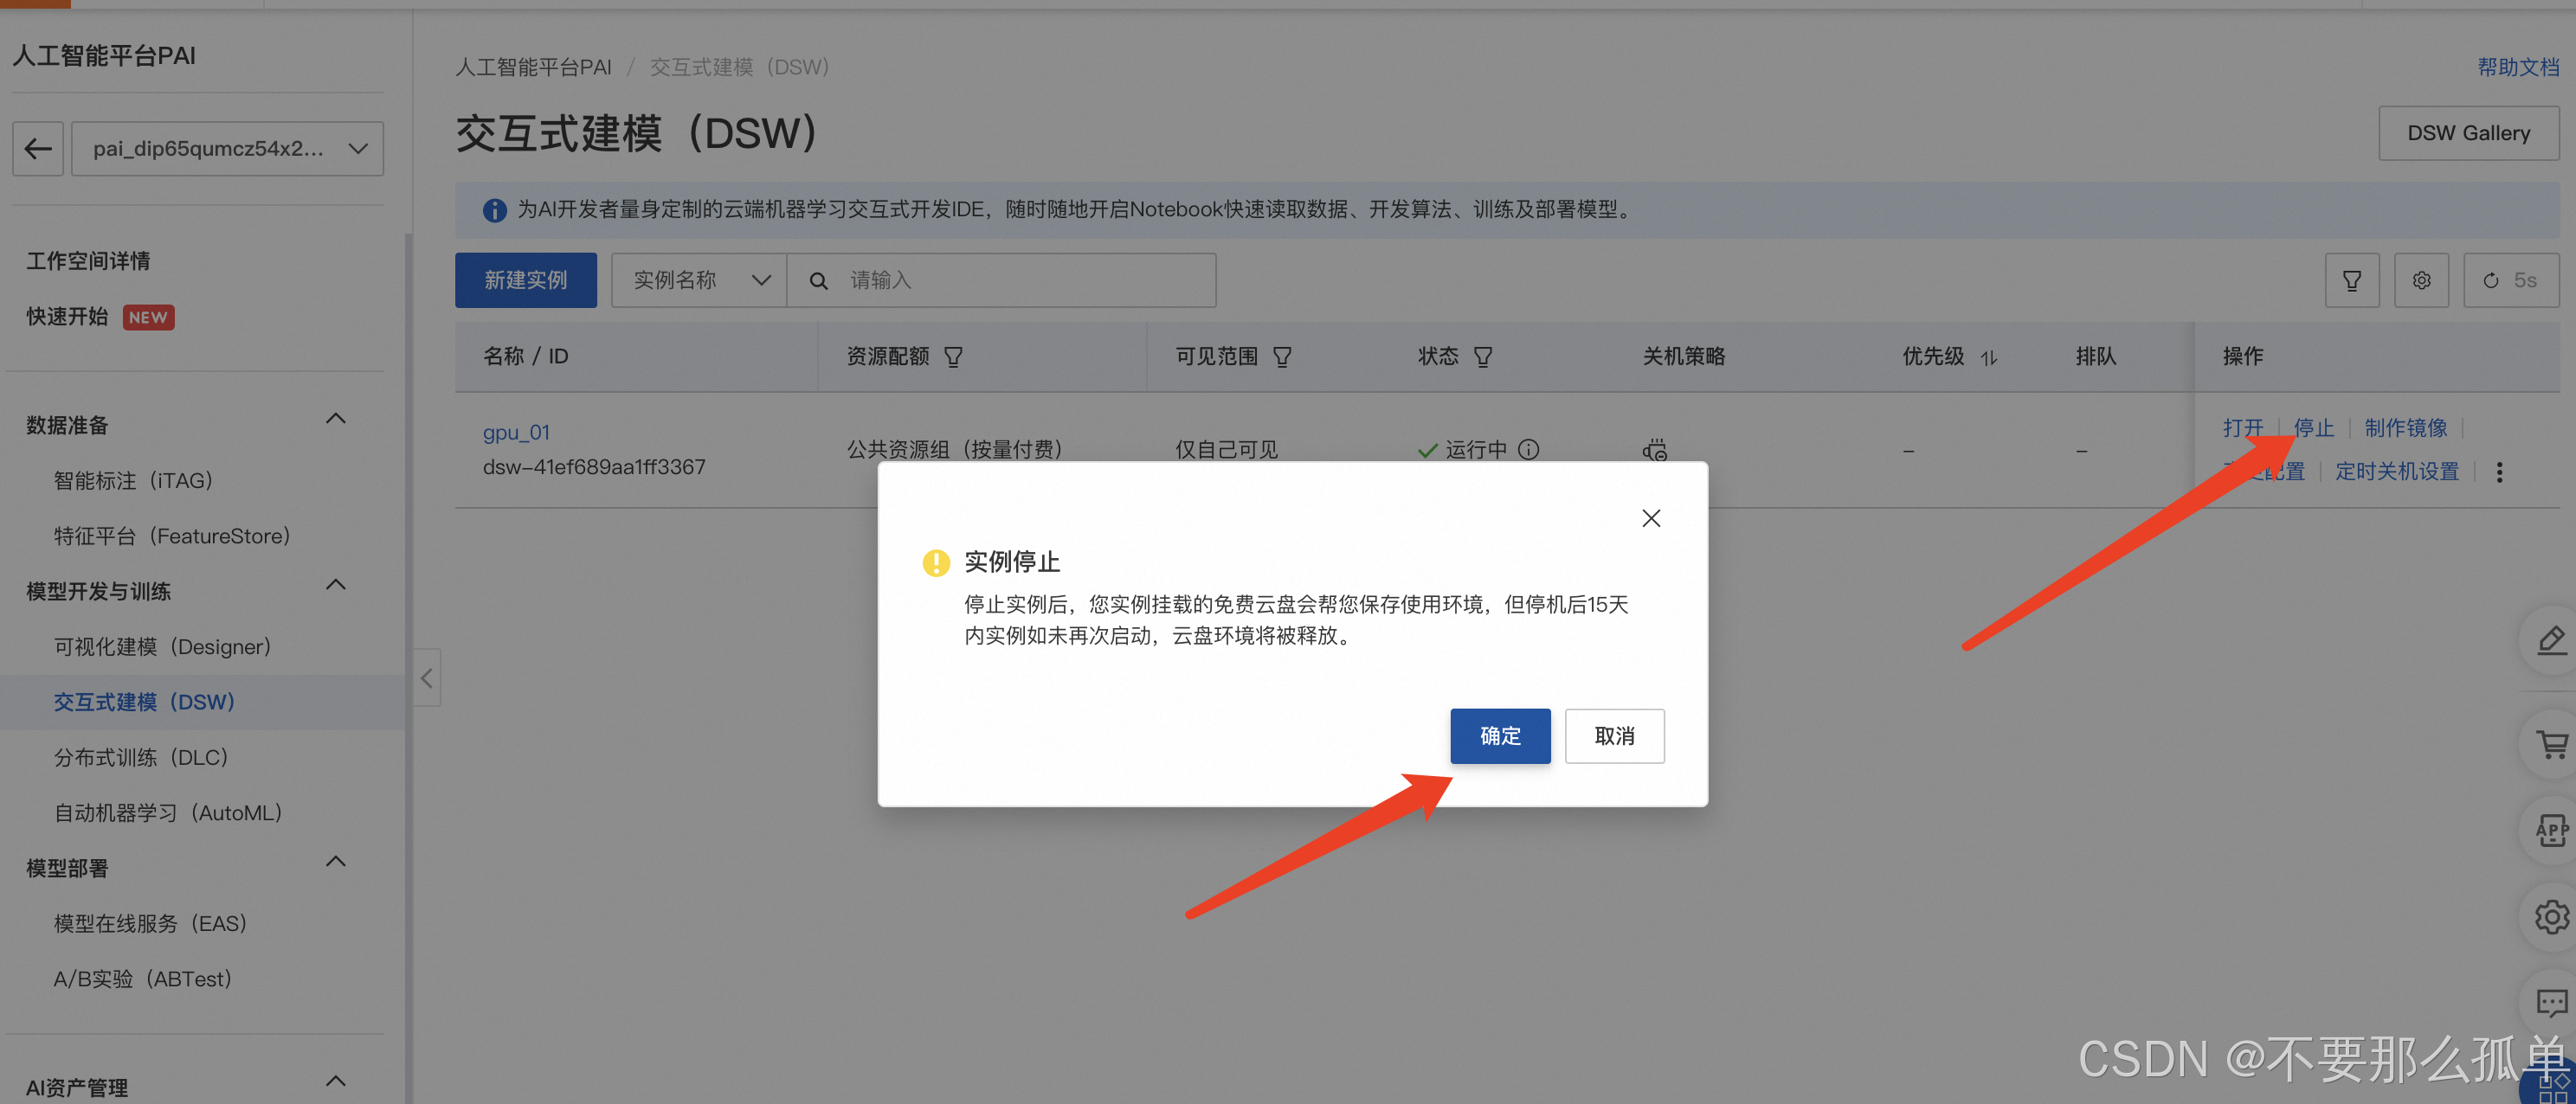 人工智能平台PAI
pai_dip65qumcz54x2...
工作空间详情
快速开始 NEW
数据准备
智能标注（iTAG）
特征平台（FeatureStore）
模型开发与训练
可视化建模（Designer）
交互式建模（DSW）
分布式训练（DLC）
自动机器学习（AutoML）
模型部署
模型在线服务（EAS）
A/B实验（ABTest）
AI资产管理
人工智能平台PAI / 交互式建模（DSW）
帮助文档
交互式建模（DSW）
DSW Gallery
为AI开发者量身定制的云端机器学习交互式开发IDE，随时随地开启Notebook快速读取数据、开发算法、训练及部署模型。
新建实例 实例名称 请输入 5s
名称 / ID 资源配额 可见范围 状态 关机策略 优先级 排队 操作
gpu_01
dsw-41ef689aa1ff3367
公共资源组（按量付费） 仅自己可见 运行中 – –
打开 停止 制作镜像
配置 定时关机设置
实例停止
停止实例后，您实例挂载的免费云盘会帮您保存使用环境，但停机后15天
内实例如未再次启动，云盘环境将被释放。
确定 取消
APP
CSDN @不要那么孤单